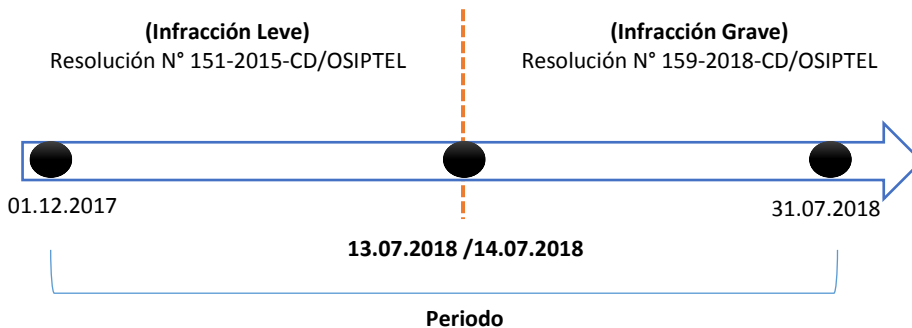 (Infracción Leve)
Resolución N° 151-2015-CD/OSIPTEL
(Infracción Grave)
Resolución N° 159-2018-CD/OSIPTEL
01.12.2017
31.07.2018
13.07.2018 /14.07.2018
Periodo